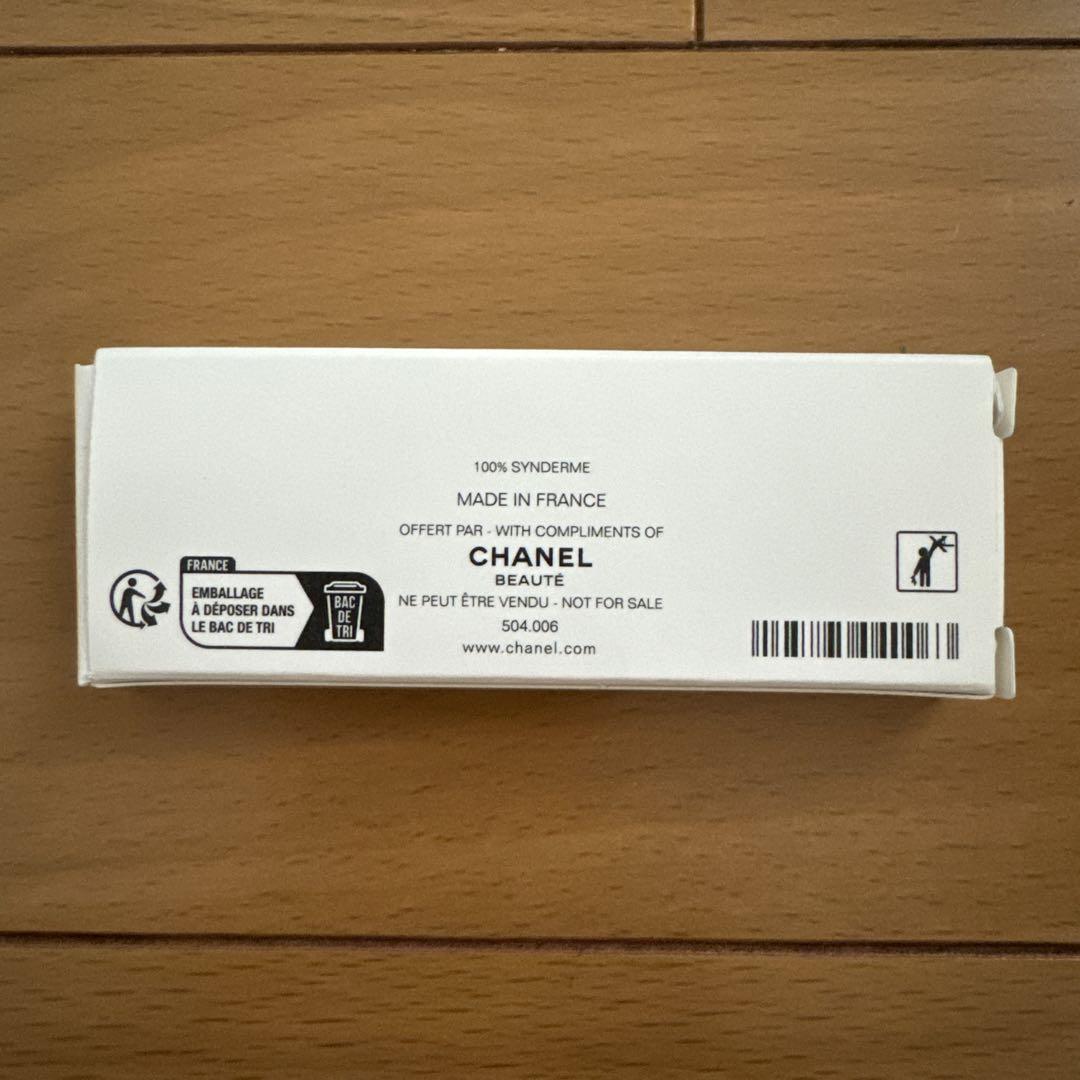 100% SYNDERME
MADE IN FRANCE
OFFERT PAR - WITH COMPLIMENTS OF
CHANEL
BEAUTÉ
NE PEUT ÊTRE VENDU - NOT FOR SALE
504.006
www.chanel.com
FRANCE
EMBALLAGE
À DÉPOSER DANS
LE BAC DE TRI
BAC
DE
TRI